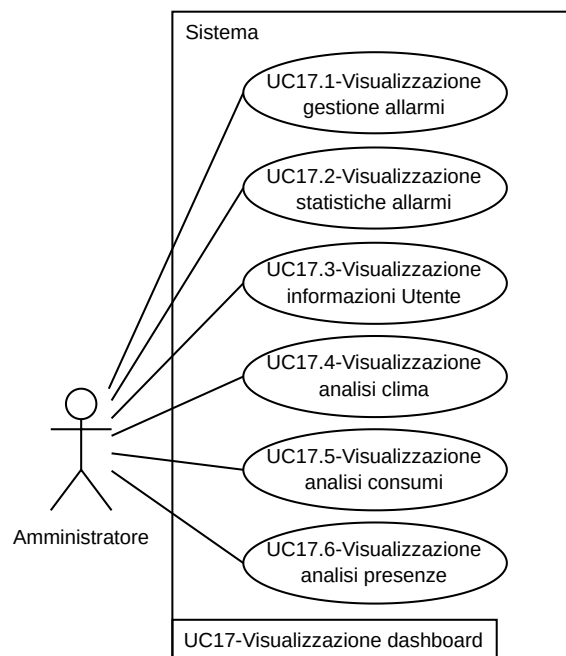 Sistema
UC17.1-Visualizzazione
gestione allarmi
UC17.2-Visualizzazione
statistiche allarmi
UC17.3-Visualizzazione
informazioni Utente
UC17.4-Visualizzazione
analisi clima
UC17.5-Visualizzazione
analisi consumi
Amministratore
UC17.6-Visualizzazione
analisi presenze
UC17-Visualizzazione dashboard